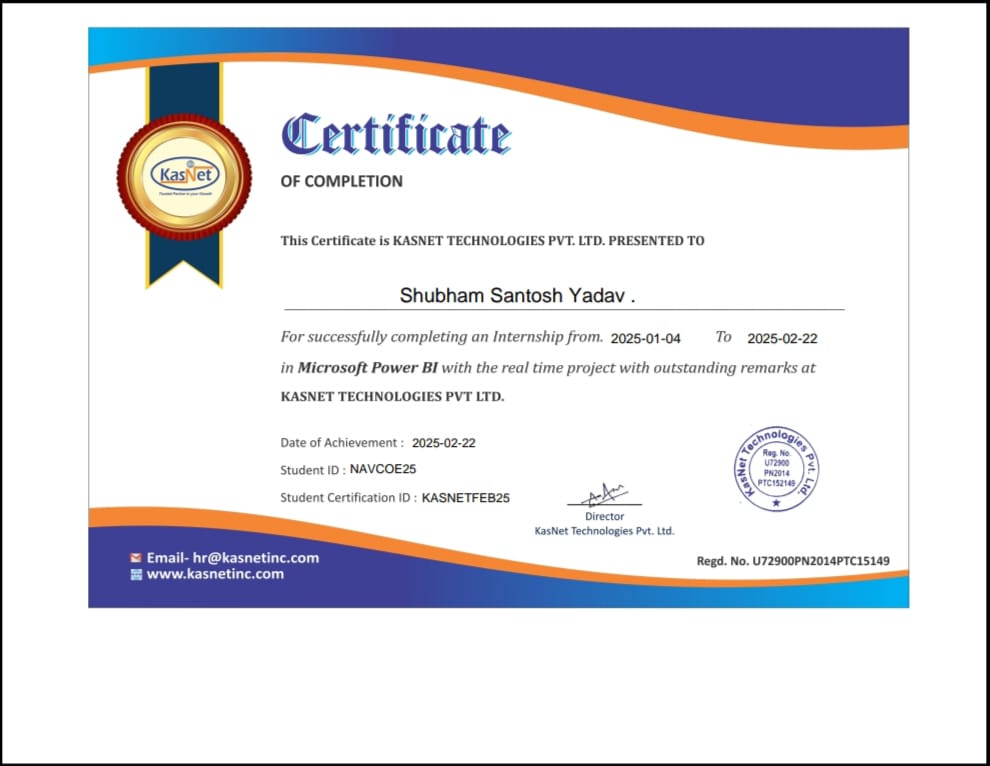 KasNet
Trusted Partner in your Growth
Certificate
OF COMPLETION
This Certificate is KASNET TECHNOLOGIES PVT. LTD. PRESENTED TO
Shubham Santosh Yadav .
For successfully completing an Internship from. 2025-01-04 To 2025-02-22
in Microsoft Power BI with the real time project with outstanding remarks at
KASNET TECHNOLOGIES PVT LTD.
Date of Achievement : 2025-02-22
Student ID : NAVCOE25
Student Certification ID : KASNETFEB25
Director
KasNet Technologies Pvt. Ltd.
KasNet Technologies Pvt. Ltd.
Reg. No.
U72900
PN2014
PTC152149
Email- hr@kasnetinc.com
www.kasnetinc.com
Regd. No. U72900PN2014PTC15149